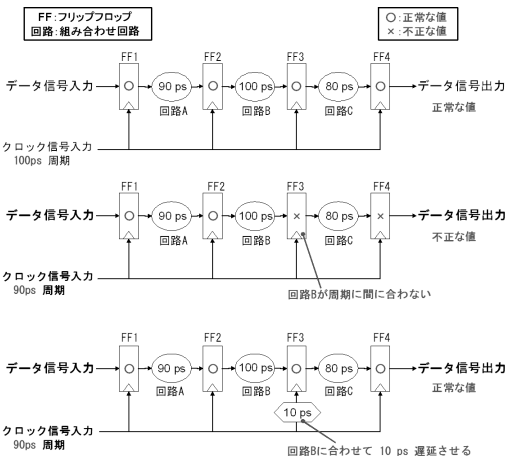 FF:フリップフロップ
回路:組み合わせ回路
○:正常な値
×:不正な値
FF1 FF2 FF3 FF4
データ信号入力 ○ 90 ps ○ 100 ps ○ 80 ps ○ データ信号出力
回路A 回路B 回路C 正常な値
クロック信号入力
100ps 周期
FF1 FF2 FF3 FF4
データ信号入力 ○ 90 ps ○ 100 ps × 80 ps × データ信号出力
回路A 回路B 回路C 不正な値
クロック信号入力
90ps 周期
回路Bが周期に間に合わない
FF1 FF2 FF3 FF4
データ信号入力 ○ 90 ps ○ 100 ps ○ 80 ps ○ データ信号出力
回路A 回路B 回路C 正常な値
10 ps
クロック信号入力
90ps 周期
回路Bに合わせて 10 ps 遅延させる